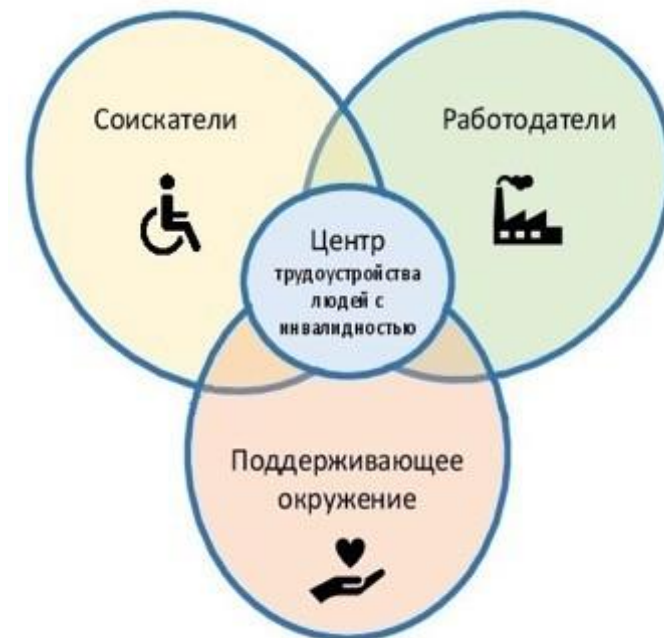 Соискатели
Работодатели
Центр
трудоустройства
людей с
инвалидностью
Поддерживающее
окружение